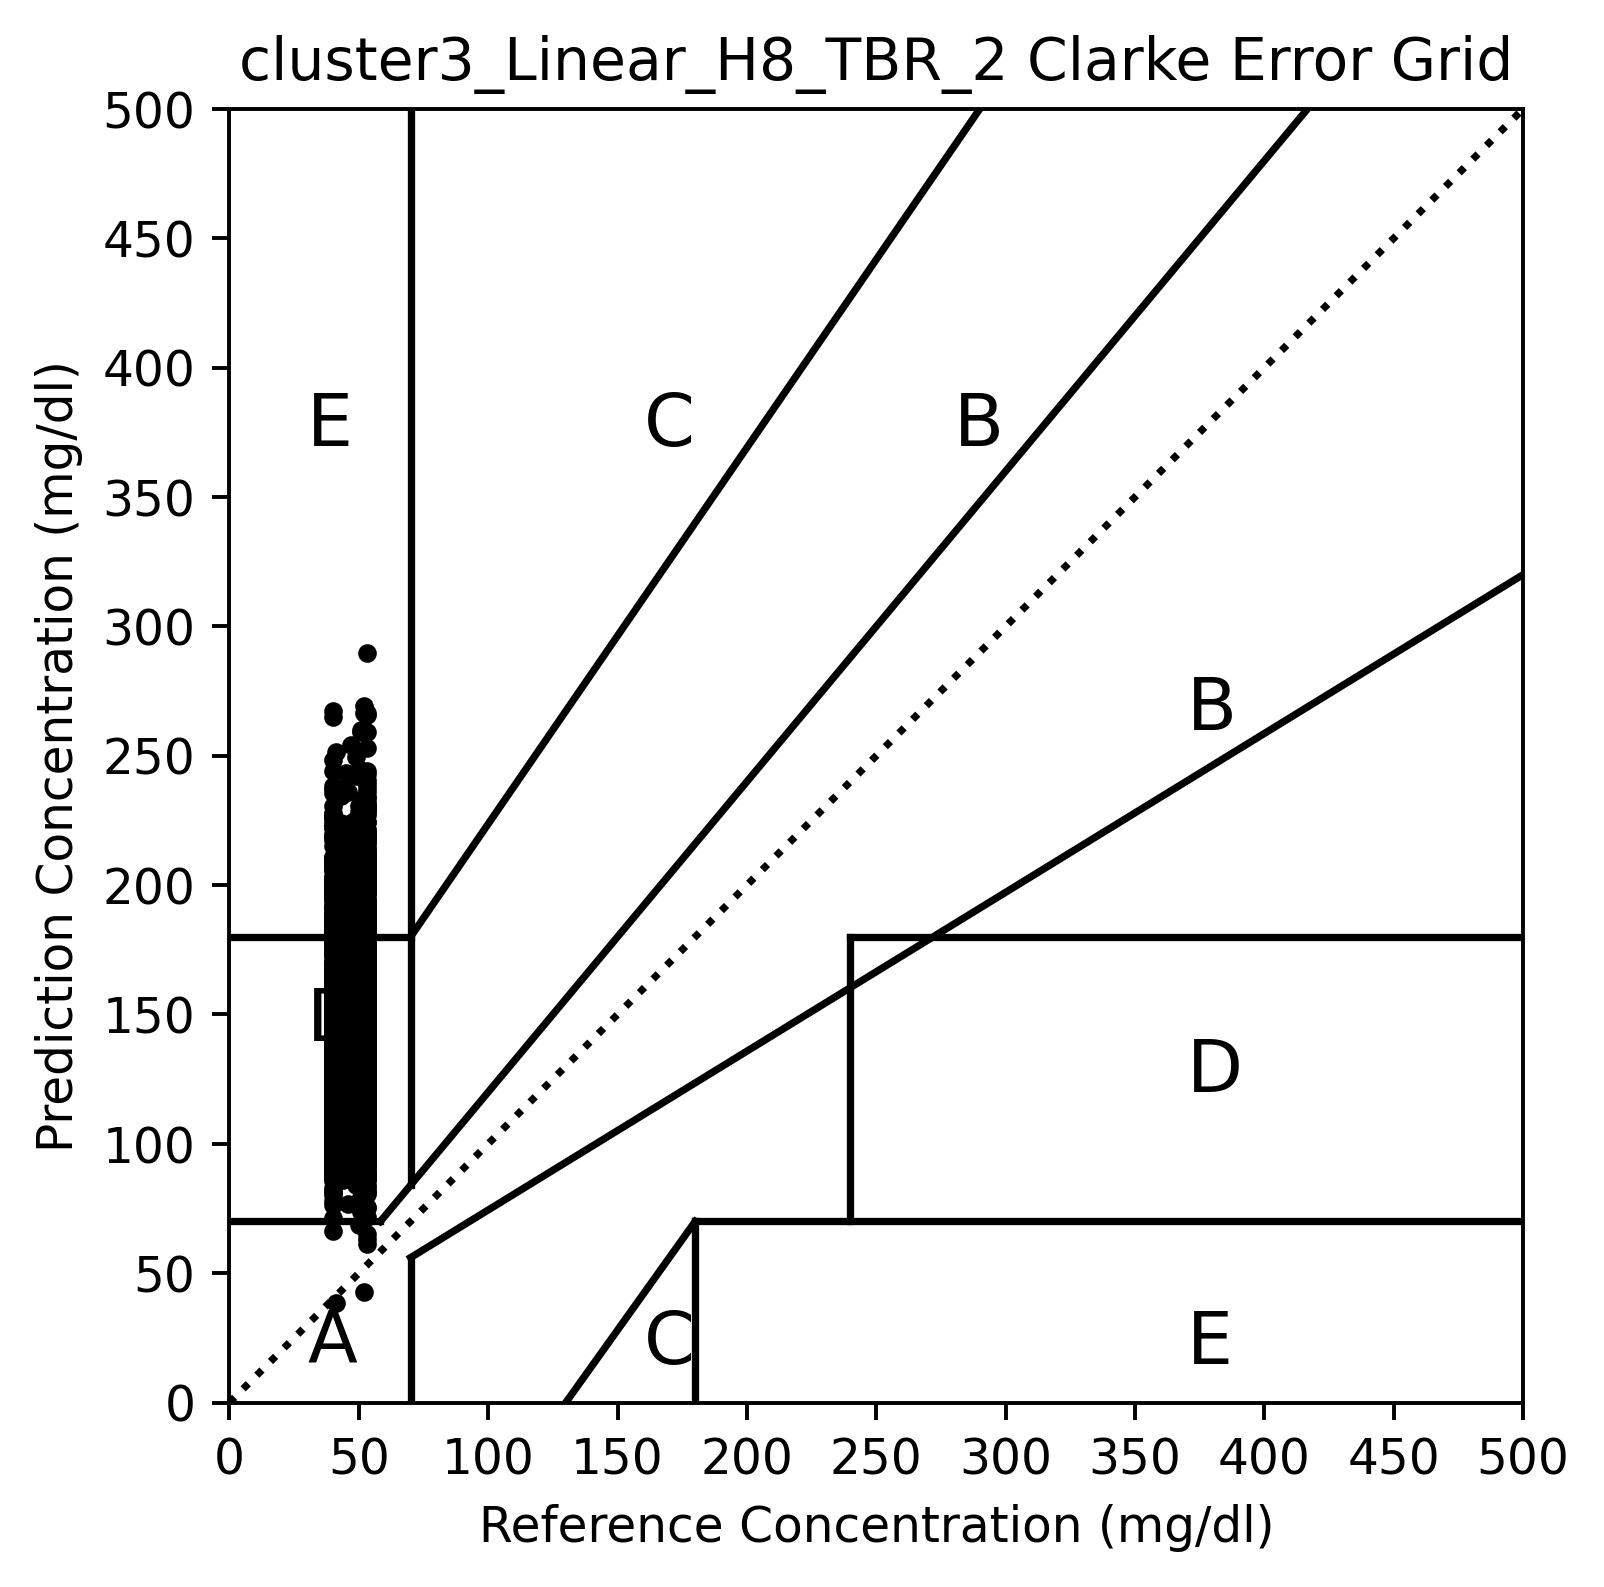 cluster3_Linear_H8_TBR_2 Clarke Error Grid
500
450
400
350
300
250
200
150
100
50
0
Prediction Concentration (mg/dl)
E
C
B
B
D
A
C
E
0 50 100 150 200 250 300 350 400 450 500
Reference Concentration (mg/dl)